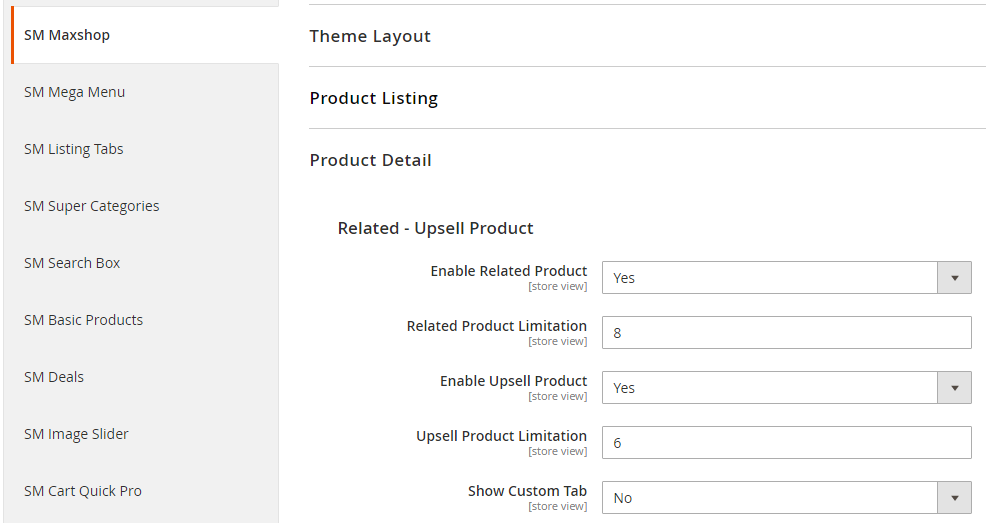 SM Maxshop
SM Mega Menu
SM Listing Tabs
SM Super Categories
SM Search Box
SM Basic Products
SM Deals
SM Image Slider
SM Cart Quick Pro
Theme Layout
Product Listing
Product Detail
Related - Upsell Product
Enable Related Product
[store view]
Yes
Related Product Limitation
[store view]
8
Enable Upsell Product
[store view]
Yes
Upsell Product Limitation
[store view]
6
Show Custom Tab
[store view]
No